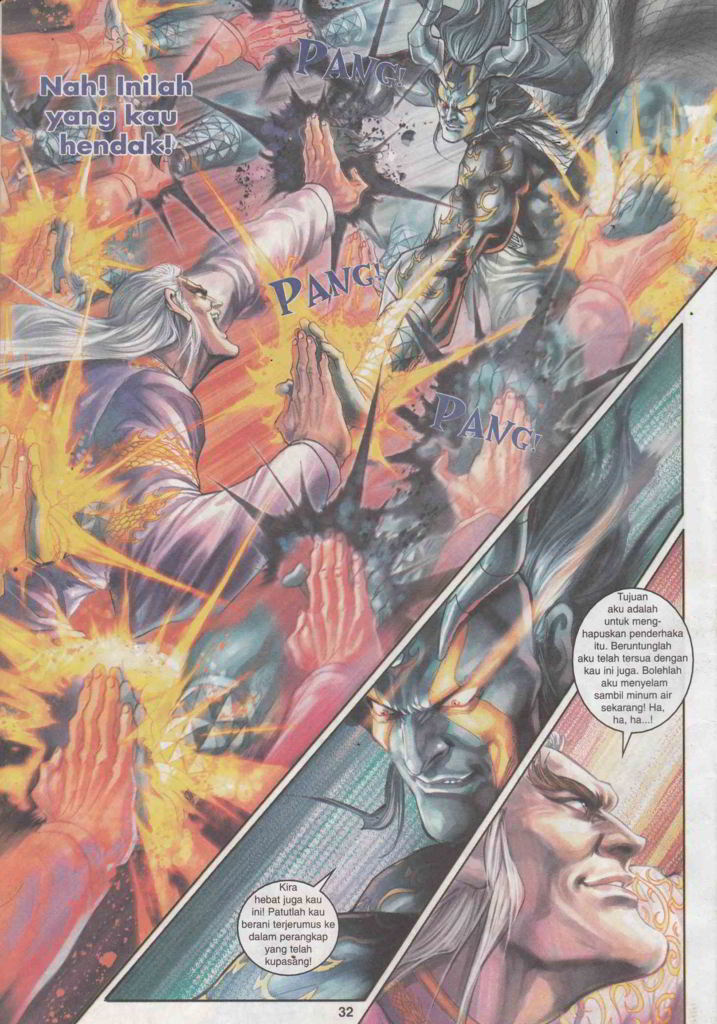 PANG!
Nah! Inilah
yang kau
hendak!
PANG!
PANG!
Tujuan
aku adalah
untuk meng-
hapuskan penderhaka
itu. Beruntunglah
aku telah tersua dengan
kau ini juga. Bolehlah
aku menyelam
sambil minum air
sekarang! Ha,
ha, ha...!
Kira
hebat juga kau
ini! Patutlah kau
berani terjerumus ke
dalam perangkap
yang telah
kupasang!
32